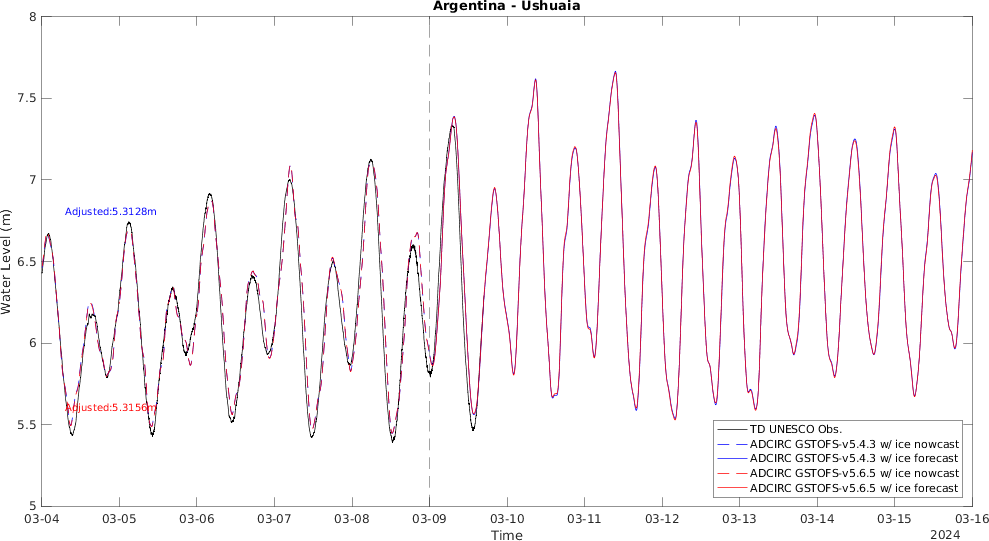 Argentina - Ushuaia
8
7.5
7
6.5
6
5.5
5
Water Level (m)
Adjusted:5.3128m
Adjusted:5.3156m
TD UNESCO Obs.
ADCIRC GSTOFS-v5.4.3 w/ ice nowcast
ADCIRC GSTOFS-v5.4.3 w/ ice forecast
ADCIRC GSTOFS-v5.6.5 w/ ice nowcast
ADCIRC GSTOFS-v5.6.5 w/ ice forecast
03-04 03-05 03-06 03-07 03-08 03-09 03-10 03-11 03-12 03-13 03-14 03-15 03-16
Time
2024